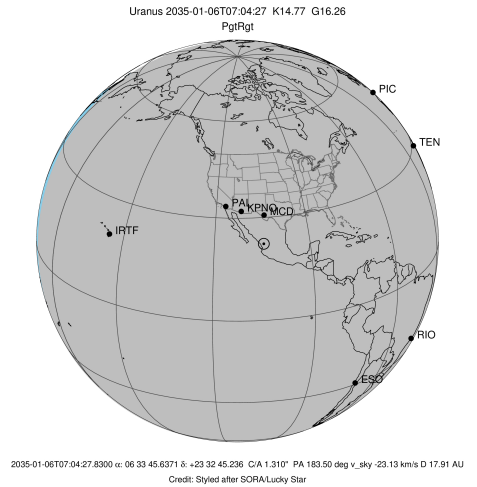 Uranus 2035-01-06T07:04:27 K14.77 G16.26
PgtRgt
PIC
TEN
PAL
KPNO
MCD
IRTF
RIO
ESO
2035-01-06T07:04:27.8300 α: 06 33 45.6371 δ: +23 32 45.236 C/A 1.310" PA 183.50 deg v_sky -23.13 km/s D 17.91 AU
Credit: Styled after SORA/Lucky Star